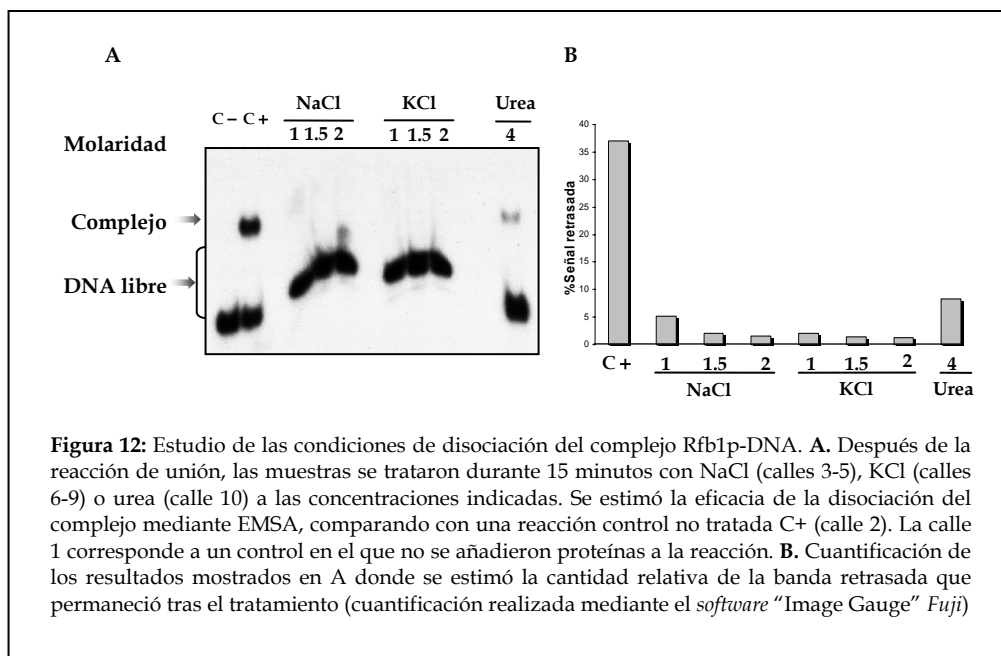 A
B
NaCl
KCl
Urea
C – C +
1 1.5 2
1 1.5 2
4
Molaridad
Complejo
DNA libre
%Señal retrasada
40
35
30
25
20
15
10
5
0
C +
1
1.5
2
1
1.5
2
4
NaCl
KCl
Urea
Figura 12: Estudio de las condiciones de disociación del complejo Rfb1p-DNA. A. Después de la
reacción de unión, las muestras se trataron durante 15 minutos con NaCl (calles 3-5), KCl (calles
6-9) o urea (calle 10) a las concentraciones indicadas. Se estimó la eficacia de la disociación del
complejo mediante EMSA, comparando con una reacción control no tratada C+ (calle 2). La calle
1 corresponde a un control en el que no se añadieron proteínas a la reacción. B. Cuantificación de
los resultados mostrados en A donde se estimó la cantidad relativa de la banda retrasada que
permaneció tras el tratamiento (cuantificación realizada mediante el software “Image Gauge” Fuji)